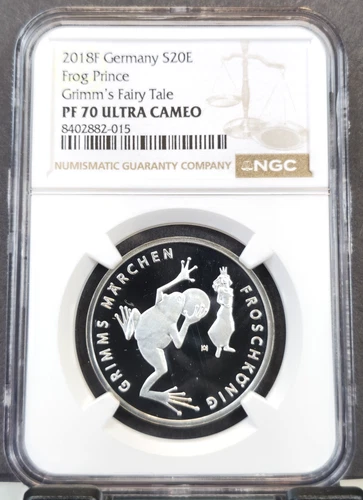 2018F Germany S20E
Frog Prince
Grimm's Fairy Tale
PF 70 ULTRA CAMEO
8402882-015
NUMISMATIC GUARANTY COMPANY NGC
GRIMMS MÄRCHEN
FROSCHKÖNIG